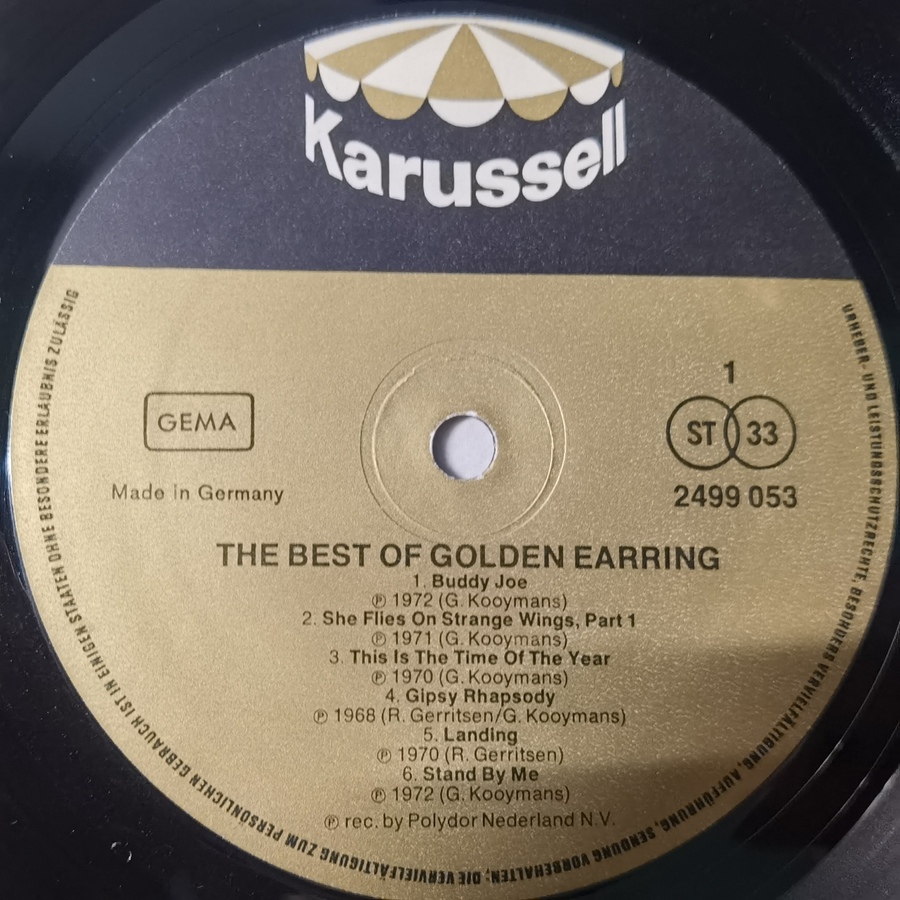 Karussell
GEMA
Made in Germany
1
ST 33
2499 053
THE BEST OF GOLDEN EARRING
1. Buddy Joe
℗ 1972 (G. Kooymans)
2. She Flies On Strange Wings, Part 1
℗ 1971 (G. Kooymans)
3. This Is The Time Of The Year
℗ 1970 (G. Kooymans)
4. Gipsy Rhapsody
℗ 1968 (R. Gerritsen/G. Kooymans)
5. Landing
℗ 1970 (R. Gerritsen)
6. Stand By Me
℗ 1972 (G. Kooymans)
℗ rec. by Polydor Nederland N.V.
URHEBER- UND LEISTUNGSSCHUTZRECHTE, BESONDERS VERVIELFÄLTIGUNG, AUFFÜHRUNG, SENDUNG VORBEHALTEN; DIE VERVIELFÄLTIGUNG ZUM PERSÖNLICHEN GEBRAUCH IST IN EINIGEN STAATEN OHNE BESONDERE ERLAUBNIS ZULÄSSIG